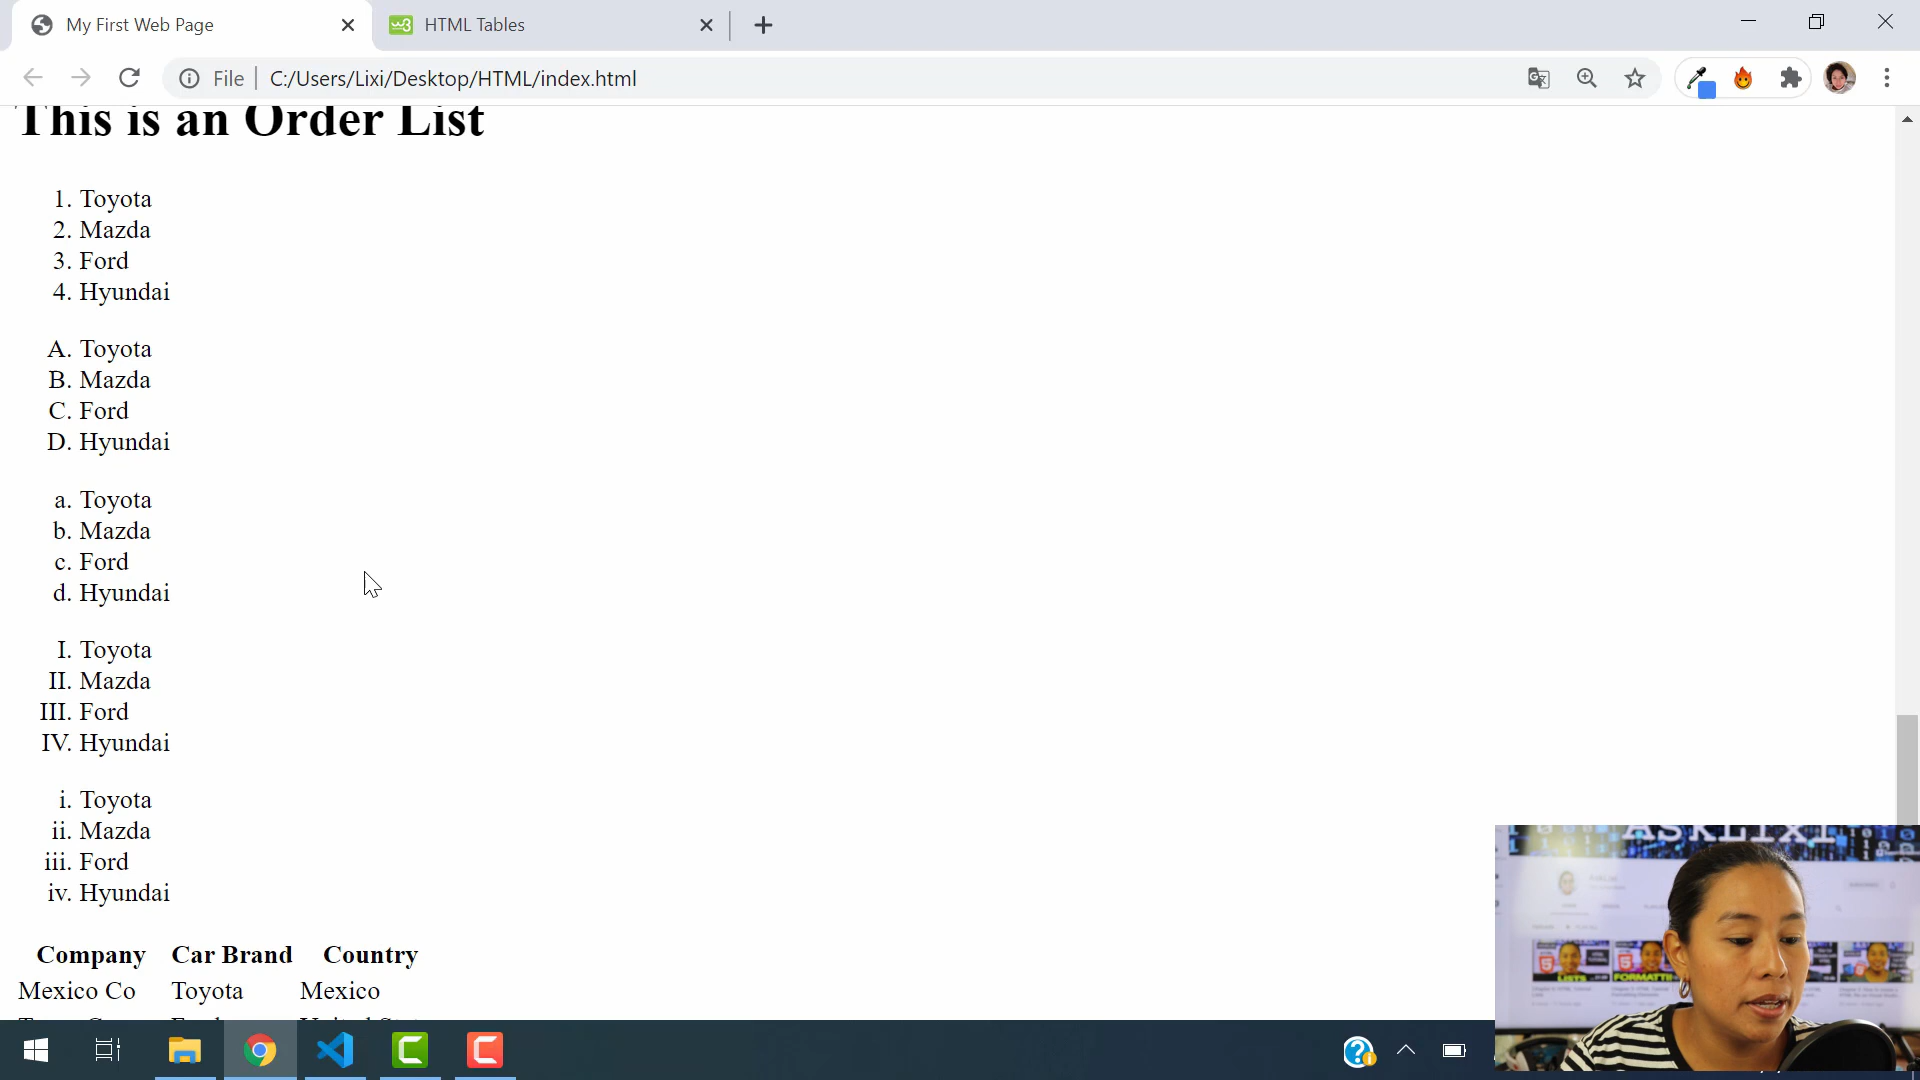 My First Web Page
HTML Tables
File
C:/Users/Lixi/Desktop/HTML/index.html
This is an Order List
1. Toyota
2. Mazda
3. Ford
4. Hyundai
A. Toyota
B. Mazda
C. Ford
D. Hyundai
a. Toyota
b. Mazda
c. Ford
d. Hyundai
I. Toyota
II. Mazda
III. Ford
IV. Hyundai
i. Toyota
ii. Mazda
iii. Ford
iv. Hyundai
Company Car Brand Country
Mexico Co Toyota Mexico
ASKLIXI
LISTS